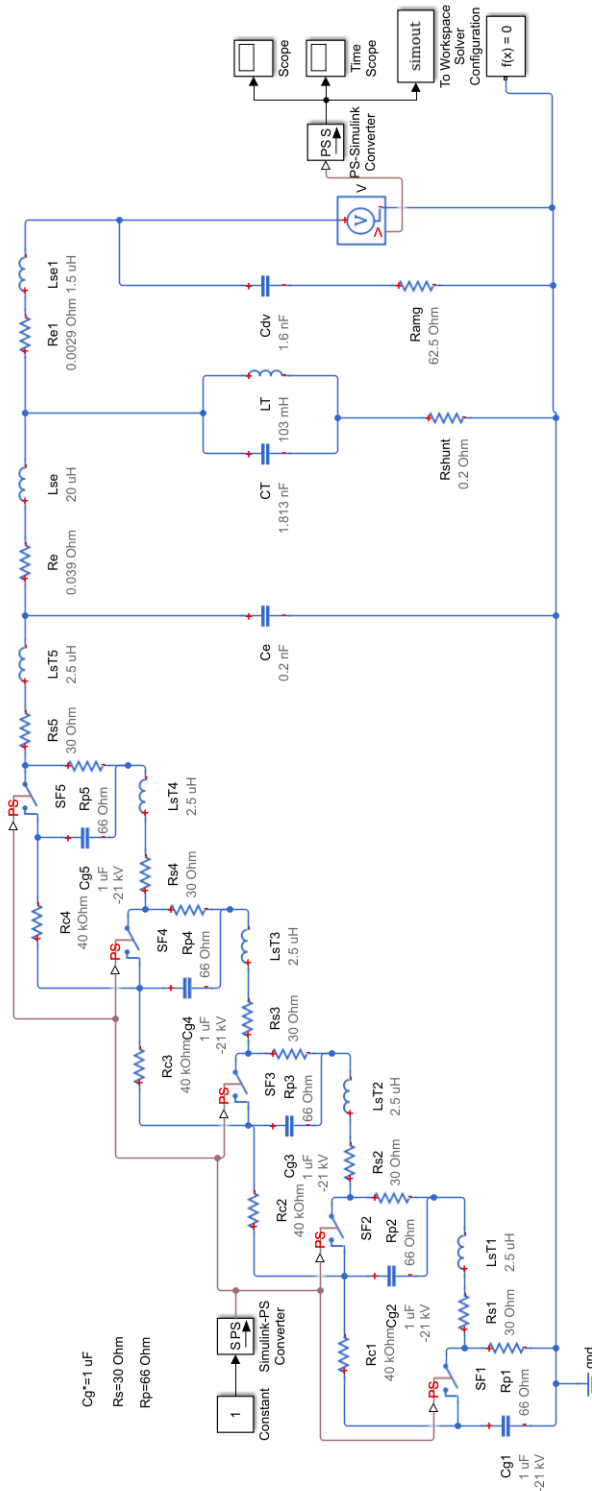 Cg*=1 uF
Rs=30 Ohm
Rp=66 Ohm
1
Constant
S PS
Simulink-PS
Converter
Scope
Time
Scope
simout
To Workspace
f(x) = 0
Solver
Configuration
PS S
PS-Simulink
Converter
V
V
V
Lse1
1.5 uH
Re1
0.0029 Ohm
Cdv
1.6 nF
Ramg
62.5 Ohm
LT
103 mH
CT
1.813 nF
Rshunt
0.2 Ohm
Lse
20 uH
Re
0.039 Ohm
Ce
0.2 nF
LsT5
2.5 uH
Rs5
30 Ohm
PS
SF5
Rp5
66 Ohm
Cg5
1 uF
-21 kV
Rc4
40 kOhm
LsT4
2.5 uH
Rs4
30 Ohm
PS
SF4
Rp4
66 Ohm
Cg4
1 uF
-21 kV
Rc3
40 kOhm
LsT3
2.5 uH
Rs3
30 Ohm
PS
SF3
Rp3
66 Ohm
Cg3
1 uF
-21 kV
Rc2
40 kOhm
LsT2
2.5 uH
Rs2
30 Ohm
PS
SF2
Rp2
66 Ohm
Cg2
1 uF
-21 kV
Rc1
40 kOhm
LsT1
2.5 uH
Rs1
30 Ohm
PS
SF1
Rp1
66 Ohm
Cg1
1 uF
-21 kV
gnd